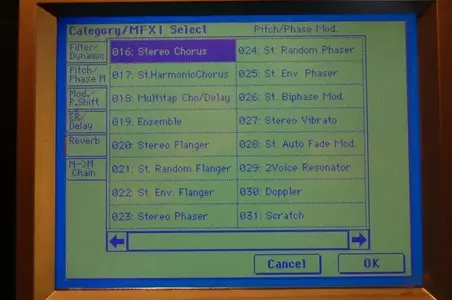 Category/MFX1 Select
Pitch/Phase Mod.
Filter/
Dynamic
Pitch/
Phase M
Mod./
P.Shift
ER/
Delay
Reverb
M->M
Chain
016: Stereo Chorus
017: St.HarmonicChorus
018: Multitap Cho/Delay
019: Ensemble
020: Stereo Flanger
021: St. Random Flanger
022: St. Env. Flanger
023: Stereo Phaser
024: St. Random Phaser
025: St. Env. Phaser
026: St. Biphase Mod.
027: Stereo Vibrato
028: St. Auto Fade Mod.
029: 2Voice Resonator
030: Doppler
031: Scratch
Cancel
OK